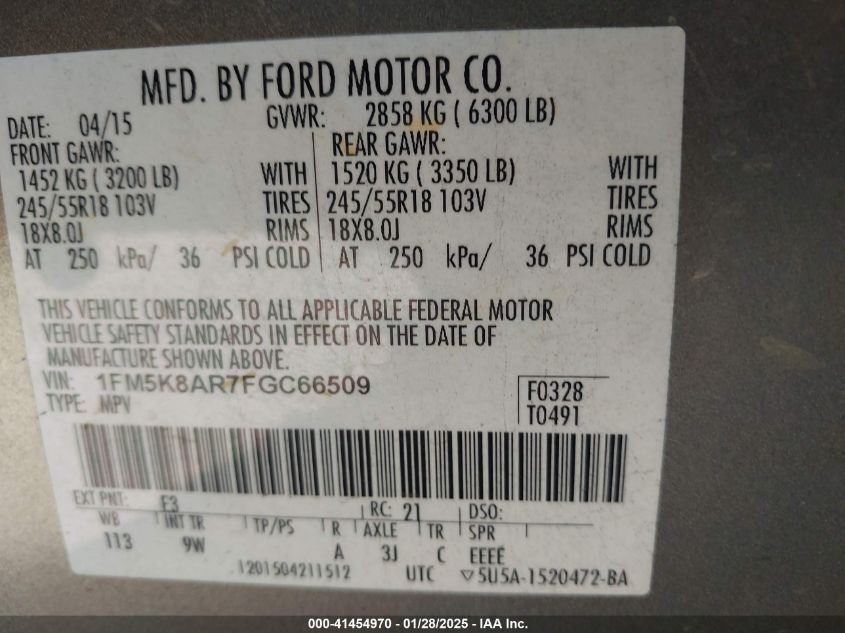 MFD. BY FORD MOTOR CO.
DATE: 04/15 GVWR: 2858 KG ( 6300 LB)
FRONT GAWR: REAR GAWR:
1452 KG ( 3200 LB) WITH 1520 KG ( 3350 LB) WITH
245/55R18 103V TIRES 245/55R18 103V TIRES
18X8.0J RIMS 18X8.0J RIMS
AT 250 kPa/ 36 PSI COLD AT 250 kPa/ 36 PSI COLD
THIS VEHICLE CONFORMS TO ALL APPLICABLE FEDERAL MOTOR
VEHICLE SAFETY STANDARDS IN EFFECT ON THE DATE OF
MANUFACTURE SHOWN ABOVE.
VIN: 1FM5K8AR7FGC66509 F0328
TYPE: MPV T0491
EXT PNT: F3 RC: 21 DSO:
WB INT TR TP/PS R AXLE TR SPR
113 9W A 3J C EEEE
1201504211512 UTC ▽5U5A-1520472-BA
000-41454970 - 01/28/2025 - IAA Inc.